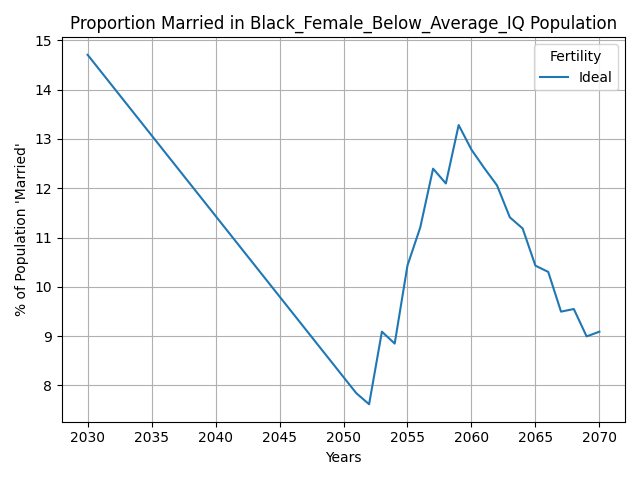 Proportion Married in Black_Female_Below_Average_IQ Population
15
14
13
12
11
10
9
8
% of Population 'Married'
Fertility
Ideal
2030 2035 2040 2045 2050 2055 2060 2065 2070
Years